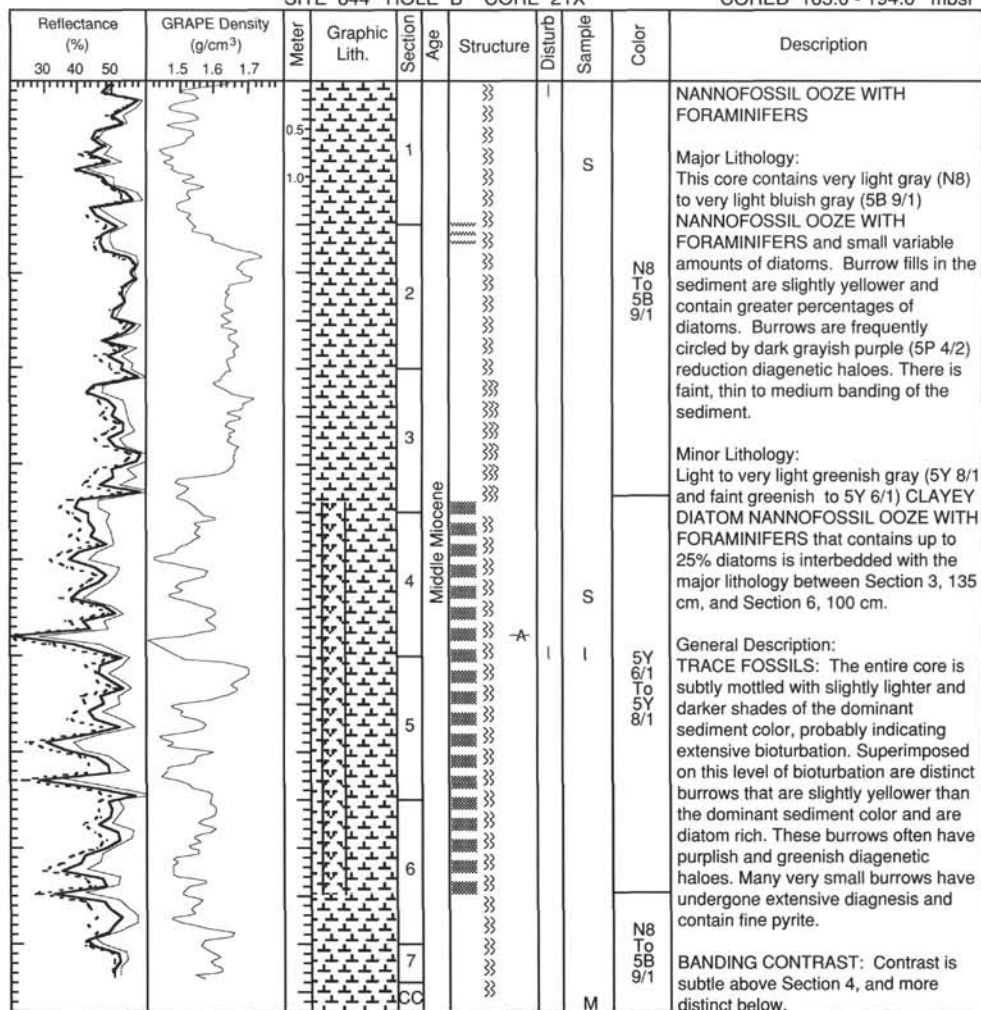 SITE 844 HOLE B CORE 21X CORED 185.0 - 194.6 mbsf
Reflectance
(%)
30 40 50
GRAPE Density
(g/cm3)
1.5 1.6 1.7
Meter
Graphic
Lith.
Section
Age
Structure
Disturb
Sample
Color
Description
0.5
1.0
1
2
3
4
5
6
7
CC
Middle Miocene
A
I
I
S
S
I
M
N8
To
5B
9/1
5Y
6/1
To
5Y
8/1
N8
To
5B
9/1
NANNOFOSSIL OOZE WITH
FORAMINIFERS
Major Lithology:
This core contains very light gray (N8)
to very light bluish gray (5B 9/1)
NANNOFOSSIL OOZE WITH
FORAMINIFERS and small variable
amounts of diatoms. Burrow fills in the
sediment are slightly yellower and
contain greater percentages of
diatoms. Burrows are frequently
circled by dark grayish purple (5P 4/2)
reduction diagenetic haloes. There is
faint, thin to medium banding of the
sediment.
Minor Lithology:
Light to very light greenish gray (5Y 8/1
and faint greenish to 5Y 6/1) CLAYEY
DIATOM NANNOFOSSIL OOZE WITH
FORAMINIFERS that contains up to
25% diatoms is interbedded with the
major lithology between Section 3, 135
cm, and Section 6, 100 cm.
General Description:
TRACE FOSSILS: The entire core is
subtly mottled with slightly lighter and
darker shades of the dominant
sediment color, probably indicating
extensive bioturbation. Superimposed
on this level of bioturbation are distinct
burrows that are slightly yellower than
the dominant sediment color and are
diatom rich. These burrows often have
purplish and greenish diagenetic
haloes. Many very small burrows have
undergone extensive diagnesis and
contain fine pyrite.
BANDING CONTRAST: Contrast is
subtle above Section 4, and more
distinct below.